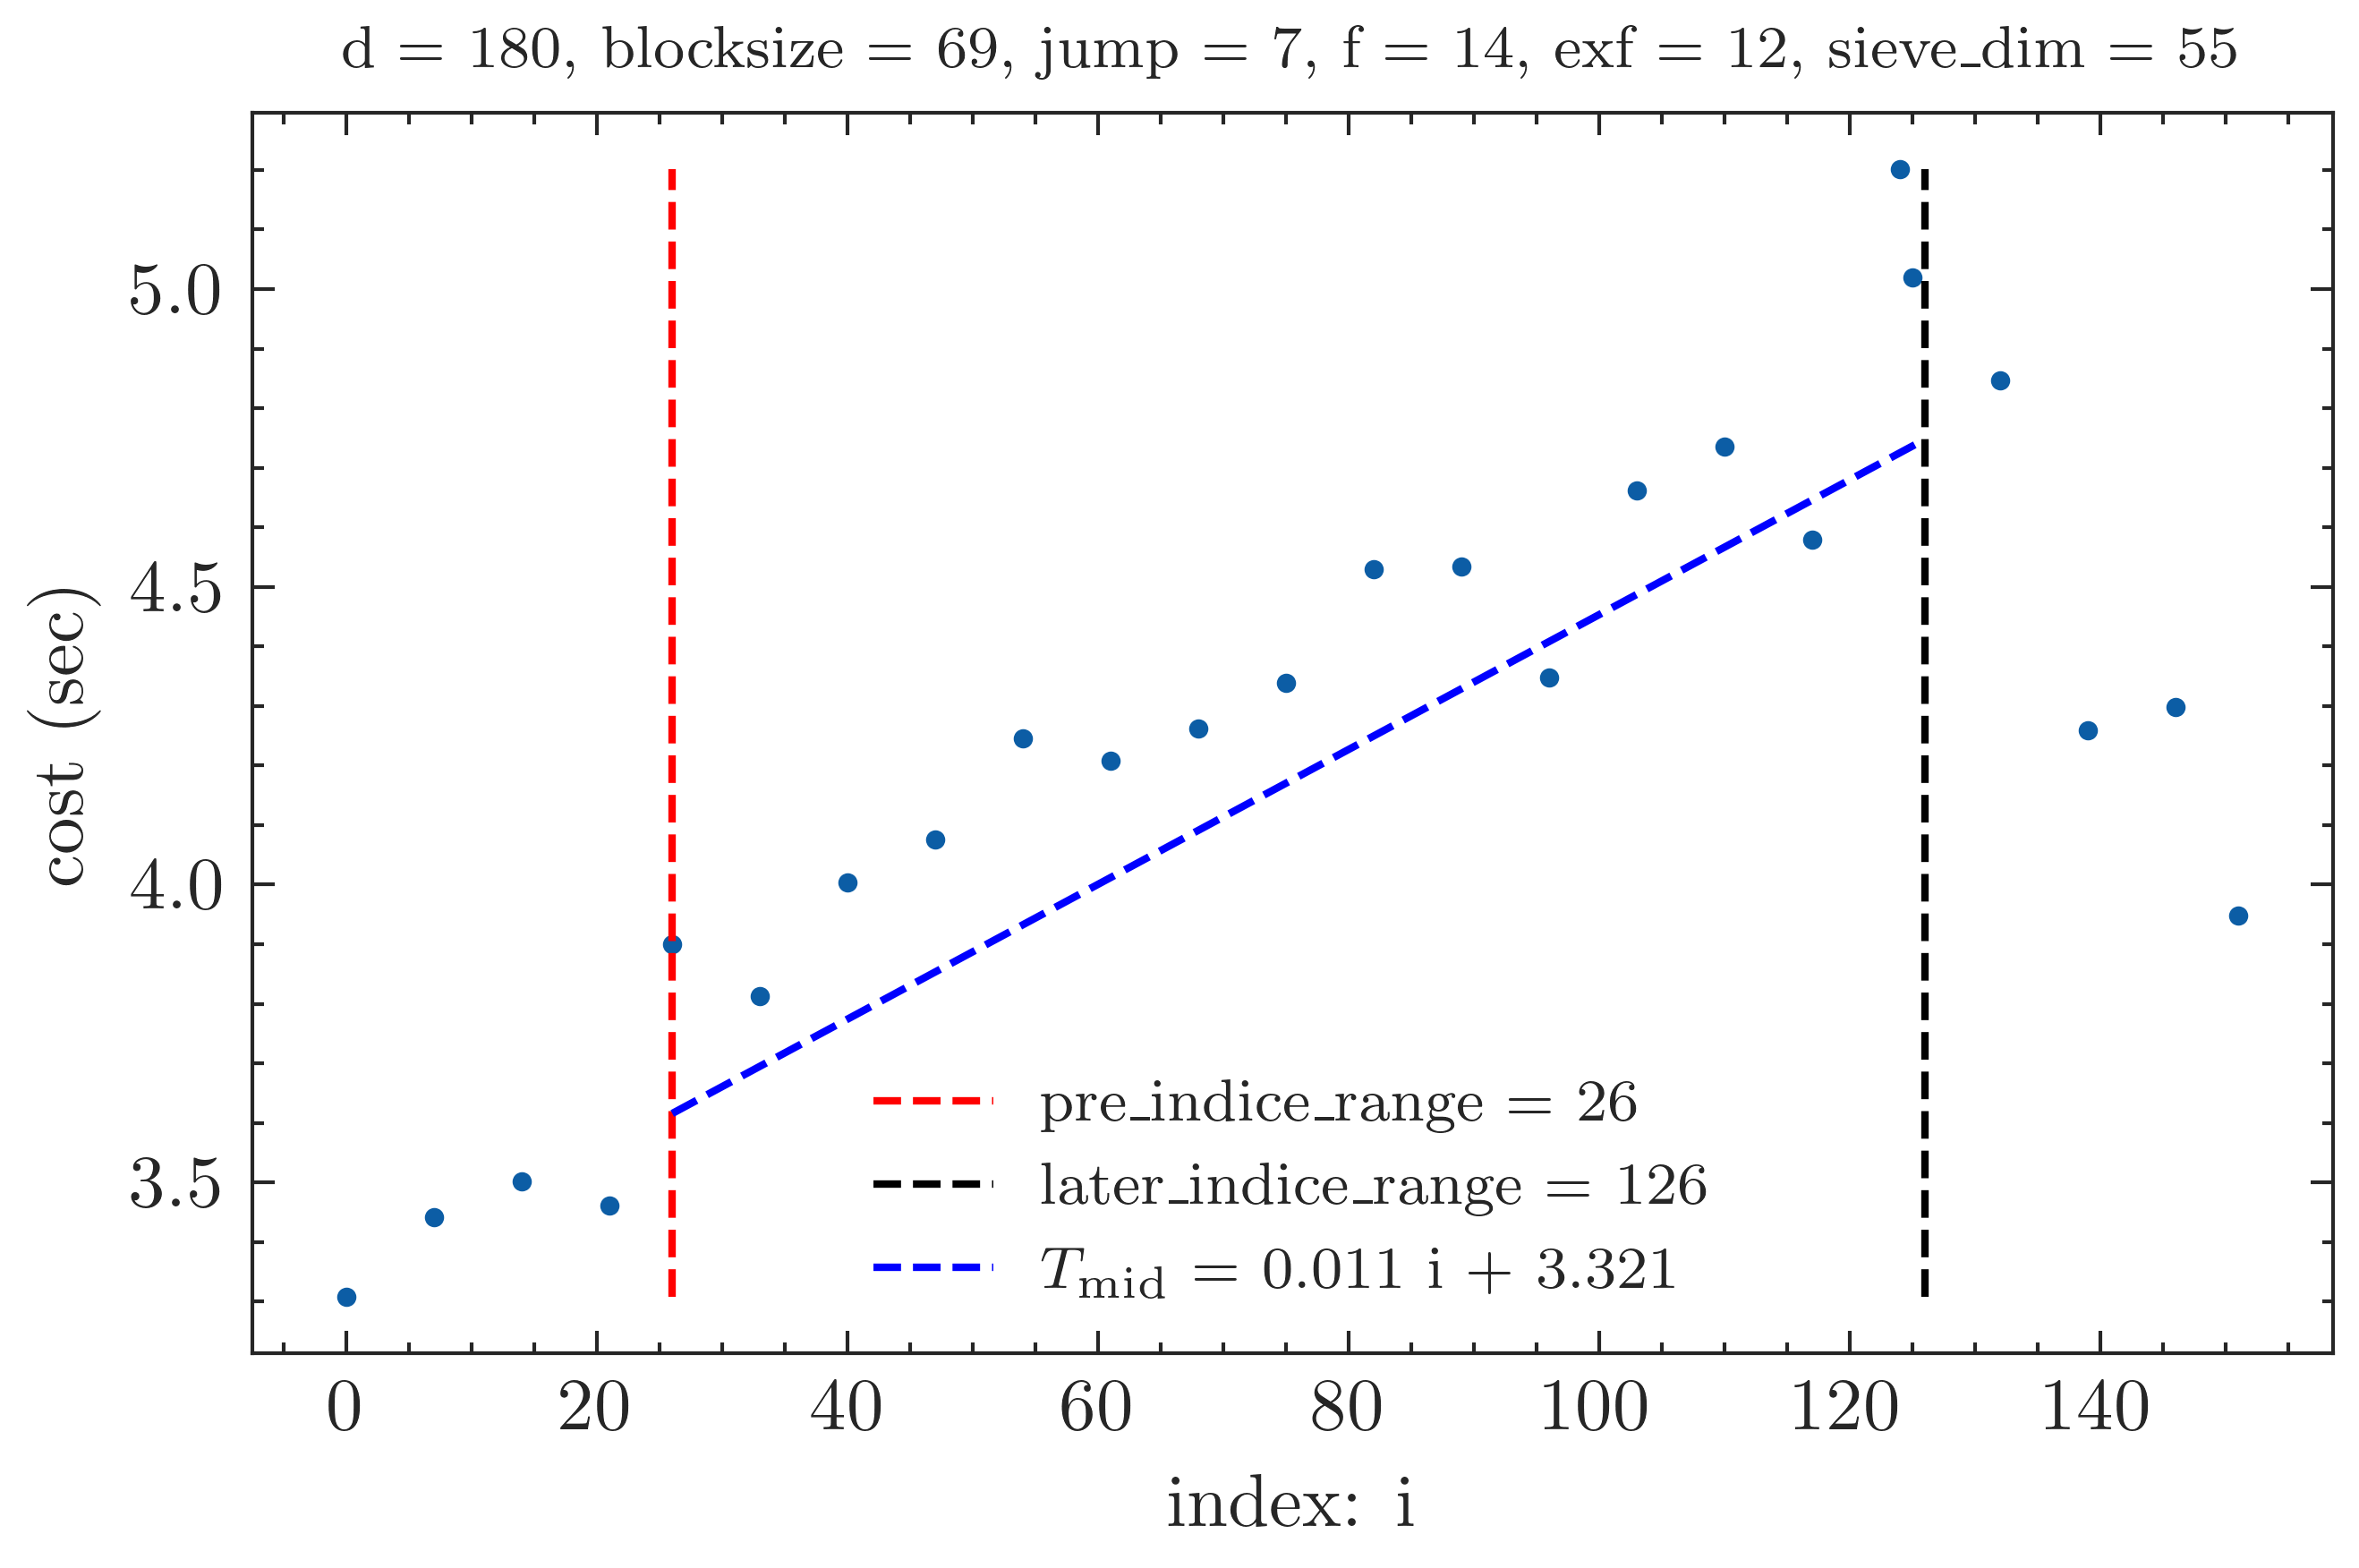 d = 180, blocksize = 69, jump = 7, f = 14, exf = 12, sieve_dim = 55
cost (sec)
5.0
4.5
4.0
3.5
pre_indice_range = 26
later_indice_range = 126
T_mid = 0.011 i + 3.321
0 20 40 60 80 100 120 140
index: i